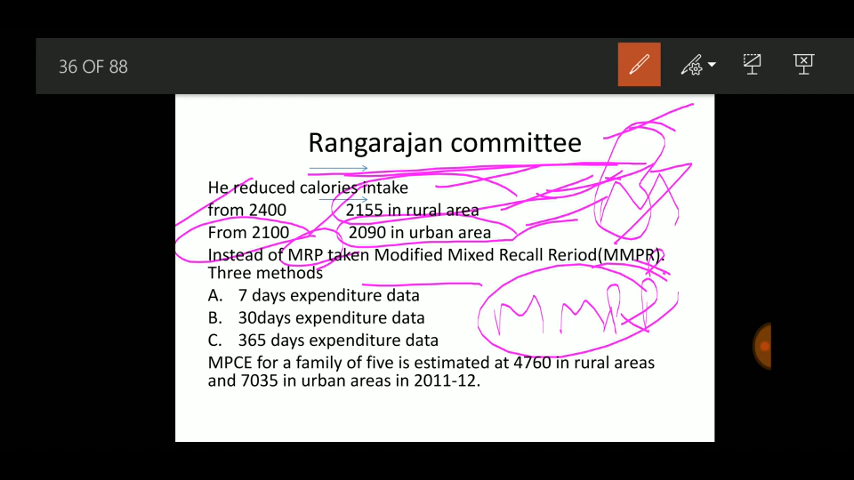 36 OF 88
Rangarajan committee
He reduced calories intake
from 2400 2155 in rural area
From 2100 2090 in urban area
Instead of MRP taken Modified Mixed Recall Reriod(MMPR).
Three methods
A. 7 days expenditure data
B. 30days expenditure data
C. 365 days expenditure data
MPCE for a family of five is estimated at 4760 in rural areas
and 7035 in urban areas in 2011-12.